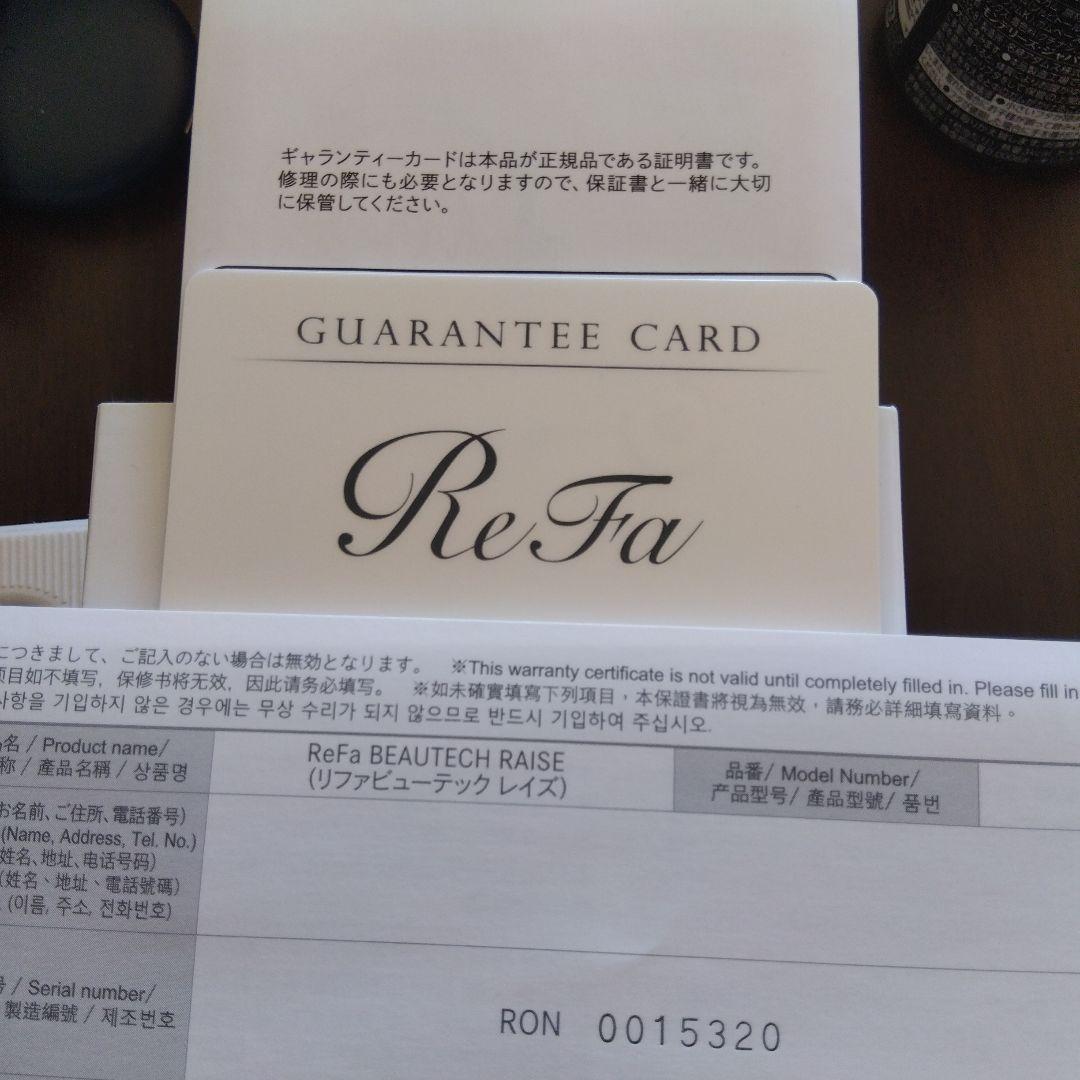 ギャランティーカードは本品が正規品である証明書です。
修理の際にも必要となりますので、保証書と一緒に大切
に保管してください。
GUARANTEE CARD
ReFa
につきまして、ご記入のない場合は無効となります。 ※This warranty certificate is not valid until completely filled in. Please fill in
项目如不填写, 保修书将无效, 因此请务必填写。 ※如未確實填寫下列項目，本保證書將視為無效，請務必詳細填寫資料。
사항을 기입하지 않은 경우에는 무상 수리가 되지 않으므로 반드시 기입하여 주십시오.
名 / Product name/
称 / 產品名稱 / 상품명
ReFa BEAUTECH RAISE
(リファビューテック レイズ)
品番/ Model Number/
产品型号/ 產品型號/ 품번
お名前、ご住所、電話番号)
(Name, Address, Tel. No.)
姓名、地址、电话号码)
(姓名、地址、電話號碼)
(이름, 주소, 전화번호)
/ Serial number/
製造編號 / 제조번호
RON 0015320